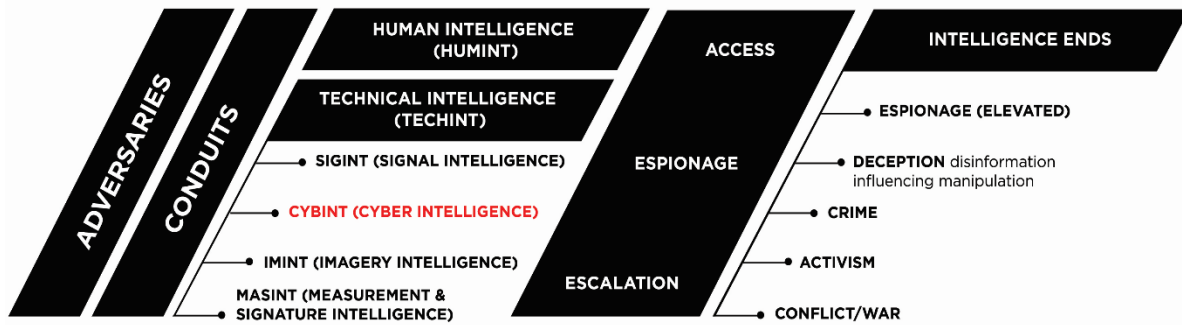 ADVERSARIES
CONDUITS
HUMAN INTELLIGENCE
(HUMINT)
TECHNICAL INTELLIGENCE
(TECHINT)
SIGINT (SIGNAL INTELLIGENCE)
CYBINT (CYBER INTELLIGENCE)
IMINT (IMAGERY INTELLIGENCE)
MASINT (MEASUREMENT &
SIGNATURE INTELLIGENCE)
ACCESS
ESPIONAGE
ESCALATION
INTELLIGENCE ENDS
ESPIONAGE (ELEVATED)
DECEPTION disinformation
influencing manipulation
CRIME
ACTIVISM
CONFLICT/WAR